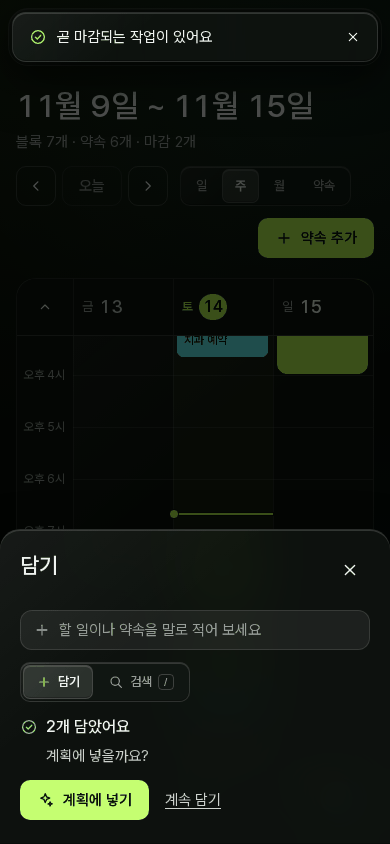 곧 마감되는 작업이 있어요
11월 9일 ~ 11월 15일
블록 7개 · 약속 6개 · 마감 2개
오늘 일 주 월 약속
약속 추가
금 13 토 14 일 15
치과 예약
오후 4시
오후 5시
오후 6시
담기
할 일이나 약속을 말로 적어 보세요
담기 검색 /
2개 담았어요
계획에 넣을까요?
계획에 넣기 계속 담기